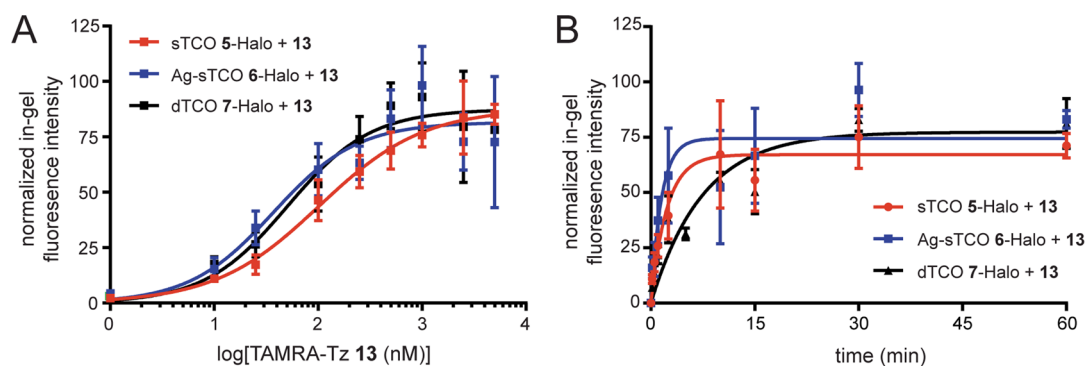 A
normalized in-gel
fluoresence intensity
125
100
75
50
25
0
sTCO 5-Halo + 13
Ag-sTCO 6-Halo + 13
dTCO 7-Halo + 13
0 1 2 3 4
log[TAMRA-Tz 13 (nM)]
B
normalized in-gel
fluoresence intensity
125
100
75
50
25
0
sTCO 5-Halo + 13
Ag-sTCO 6-Halo + 13
dTCO 7-Halo + 13
0 15 30 45 60
time (min)